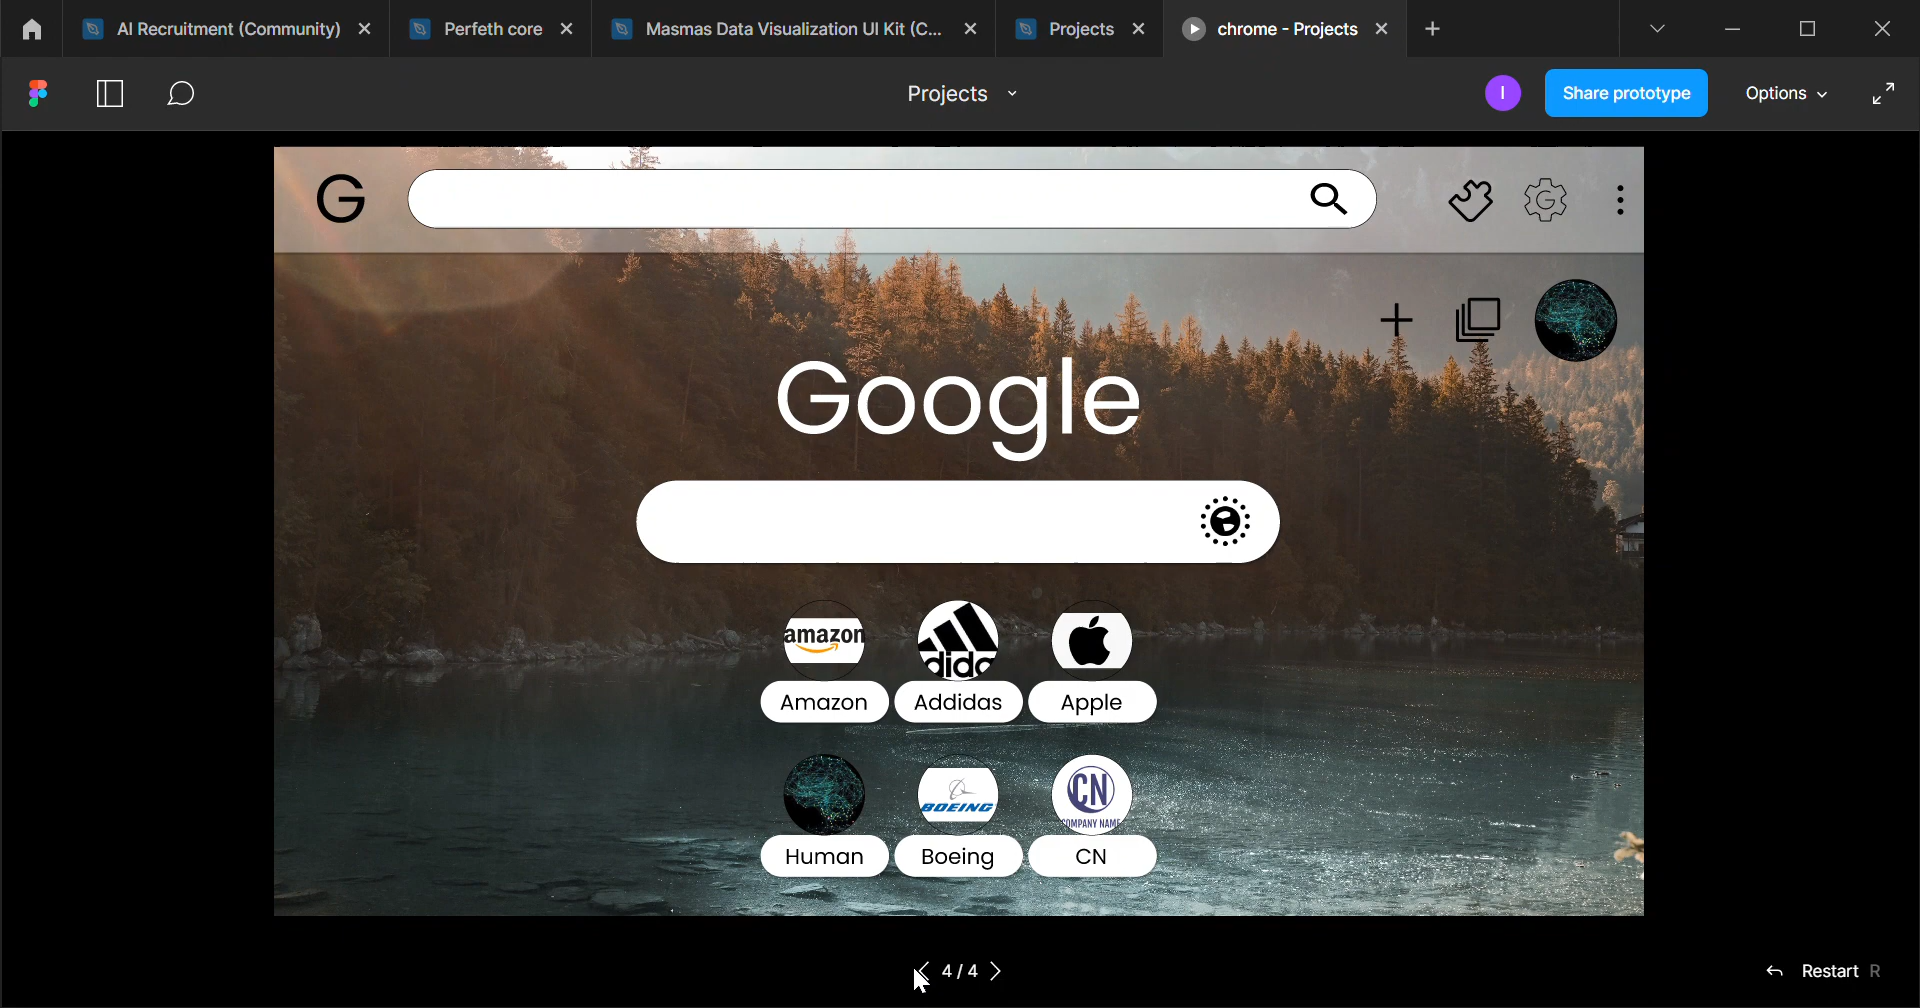 AI Recruitment (Community)
Perfeth core
Masmas Data Visualization UI Kit (C...
Projects
chrome - Projects
Projects
I
Share prototype
Options
G
G
Google
amazon
adidas
Amazon
Addidas
Apple
BOEING
CN
COMPANY NAME
Human
Boeing
CN
4 / 4
Restart R